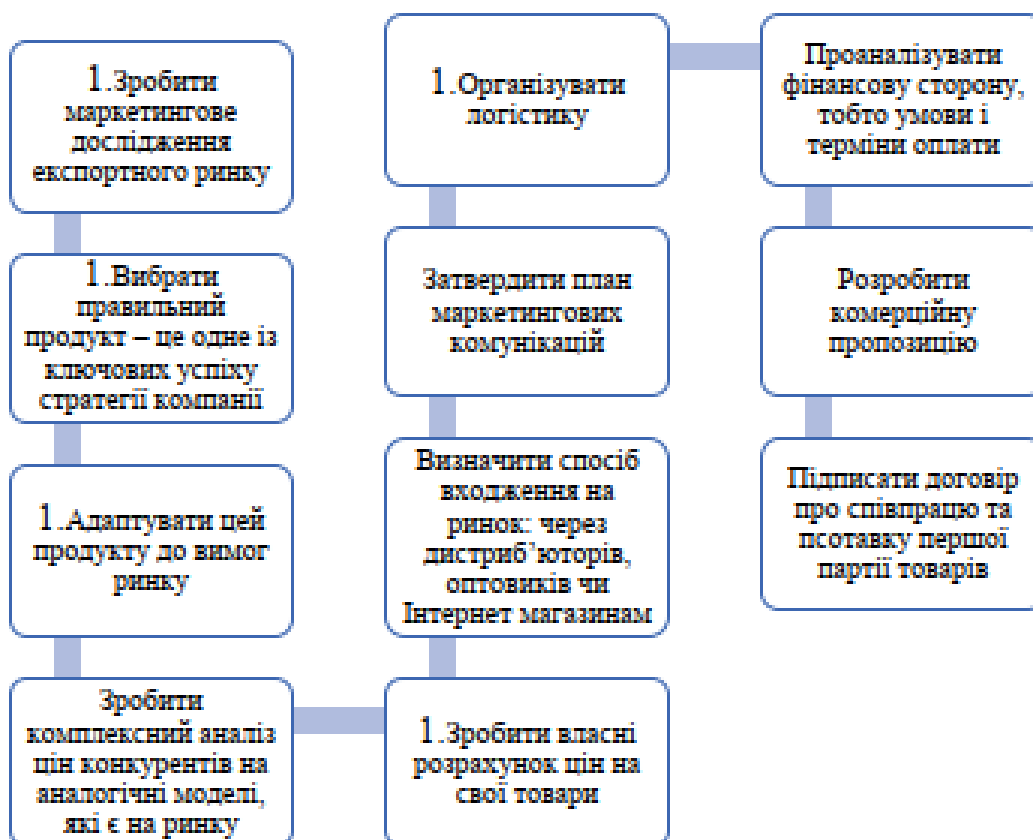 1.Зробити
маркетингове
дослідження
експортного ринку
1.Вибрати
правильний
продукт – це одне із
ключових успіху
стратегії компанії
1.Адаптувати цей
продукту до вимог
ринку
Зробити
комплексний аналіз
цін конкурентів на
аналогічні моделі,
які є на ринку
1.Зробити власні
розрахунок цін на
свої товари
Визначити спосіб
входження на
ринок: через
дистриб’юторів,
оптовиків чи
Інтернет магазинам
Затвердити план
маркетингових
комунікацій
1.Організувати
логістику
Проаналізувати
фінансову сторону,
тобто умови і
терміни оплати
Розробити
комерційну
пропозицію
Підписати договір
про співпрацю та
псотавку першої
партії товарів